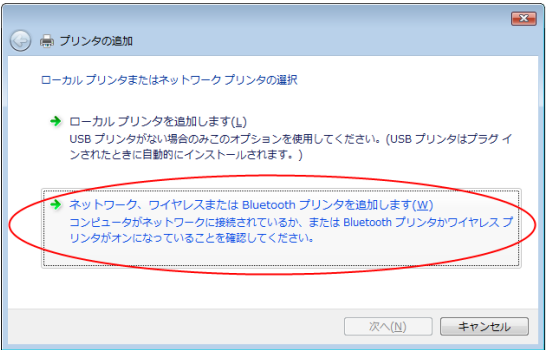 プリンタの追加
ローカル プリンタまたはネットワーク プリンタの選択
ローカル プリンタを追加します(L)
USB プリンタがない場合のみこのオプションを使用してください。(USB プリンタはプラグ イ
ンされたときに自動的にインストールされます。)
ネットワーク、ワイヤレスまたは Bluetooth プリンタを追加します(W)
コンピュータがネットワークに接続されているか、または Bluetooth プリンタかワイヤレス プ
リンタがオンになっていることを確認してください。
次へ(N)
キャンセル